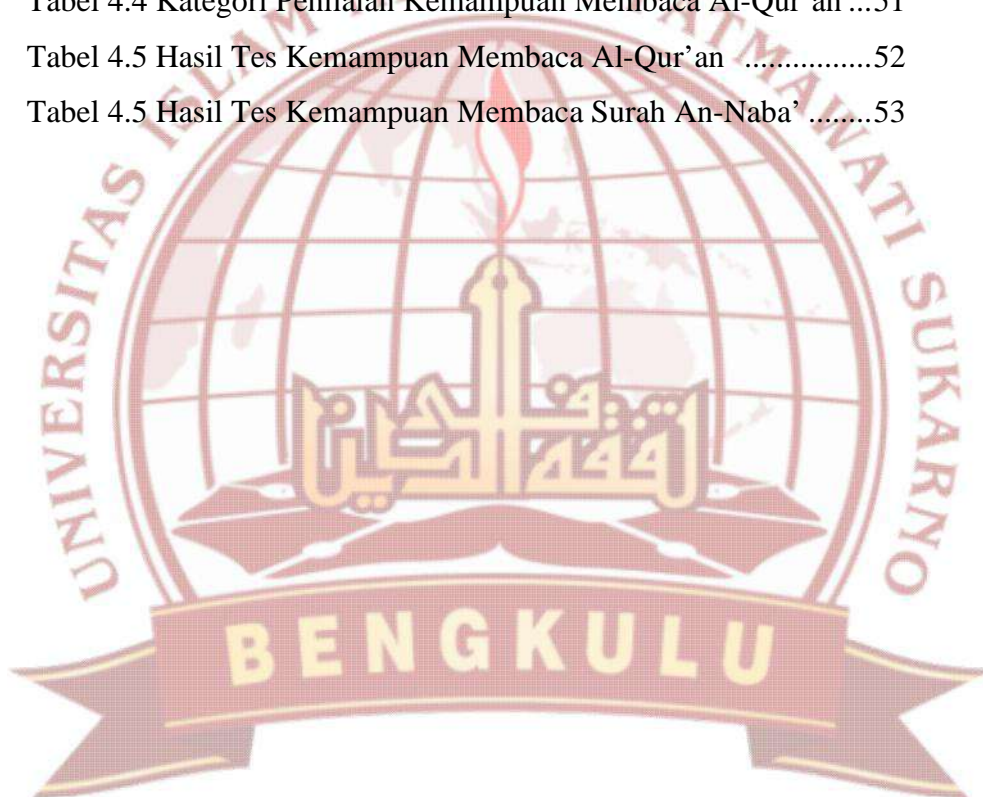 Tabel 4.4 Kategori Penilaian Kemampuan Membaca Al-Qur’an ...51
Tabel 4.5 Hasil Tes Kemampuan Membaca Al-Qur’an ...............52
Tabel 4.5 Hasil Tes Kemampuan Membaca Surah An-Naba’ ........53
UNIVERSITAS ISLAM
SUKARNO
BENGKULU